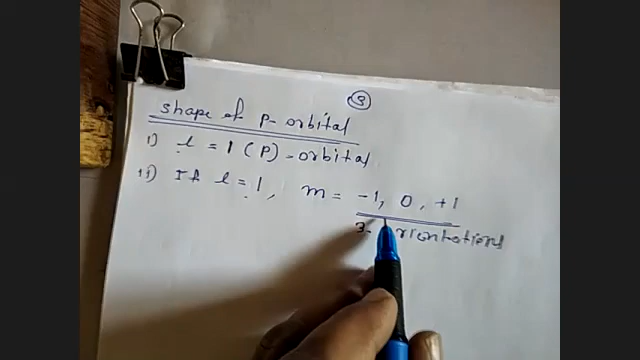 3
Shape of P-orbital
i) l = 1 (P) - orbital
ii) If l = 1, m = -1, 0, +1
3- orientations